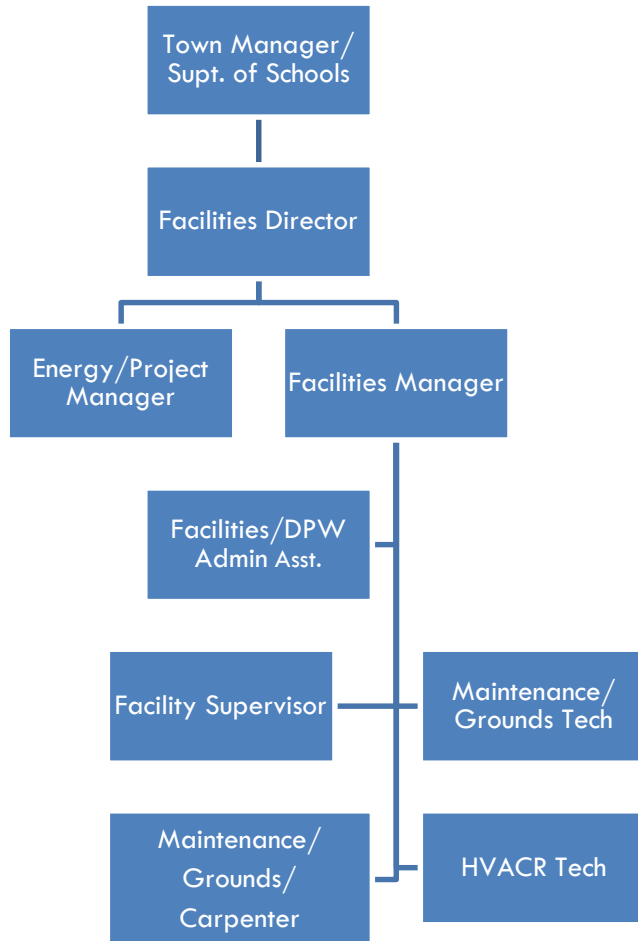 Town Manager/
Supt. of Schools
Facilities Director
Energy/Project
Manager
Facilities Manager
Facilities/DPW
Admin Asst.
Facility Supervisor
Maintenance/
Grounds Tech
Maintenance/
Grounds/
Carpenter
HVACR Tech